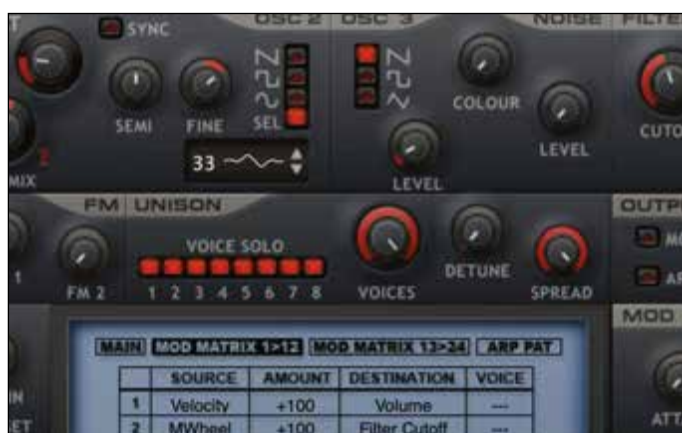 OSC 2 OSC 3 NOISE FILTER
SYNC
SEMI FINE SEL
COLOUR
LEVEL
CUTO
MIX 2
33
LEVEL
FM UNISON OUTP
VOICE SOLO
1 2 3 4 5 6 7 8
1
FM 2
VOICES
DETUNE
SPREAD
MOD
MAIN MOD MATRIX 1>12 MOD MATRIX 13>24 ARP PAT
SOURCE AMOUNT DESTINATION VOICE
1 Velocity +100 Volume ---
2 MWheel +100 Filter Cutoff ---
ATT